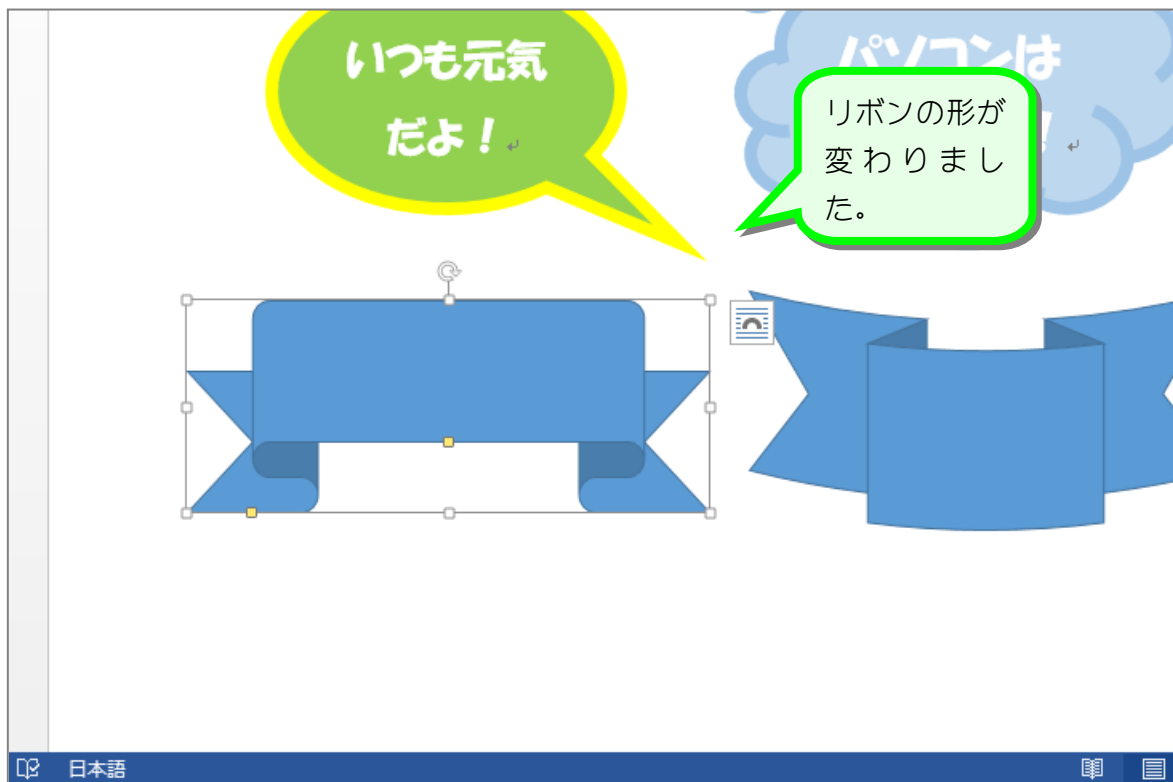 いつも元気
だよ！
パソコンは
！
リボンの形が
変わりまし
た。
日本語